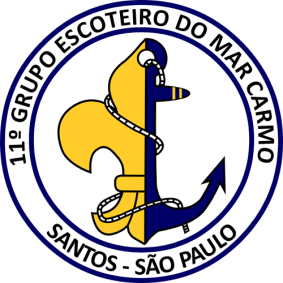 11º GRUPO ESCOTEIRO DO MAR CARMO
SANTOS - SÃO PAULO